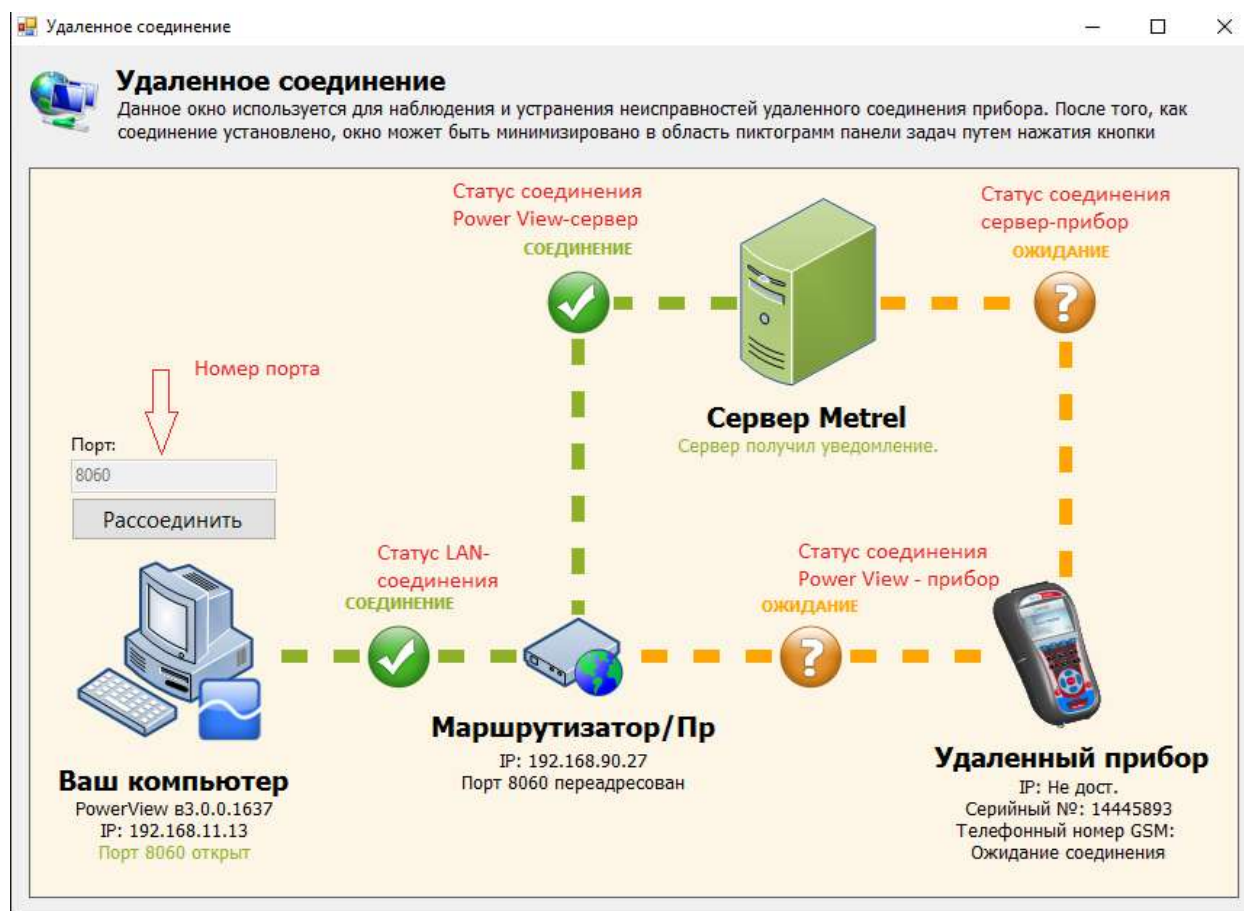 Удаленное соединение
Удаленное соединение
Данное окно используется для наблюдения и устранения неисправностей удаленного соединения прибора. После того, как
соединение установлено, окно может быть минимизировано в область пиктограмм панели задач путем нажатия кнопки
Статус соединения
Power View-сервер
СОЕДИНЕНИЕ
Статус соединения
сервер-прибор
ОЖИДАНИЕ
Номер порта
Сервер Metrel
Сервер получил уведомление.
Порт:
8060
Рассоединить
Статус LAN-
соединения
СОЕДИНЕНИЕ
Статус соединения
Power View - прибор
ОЖИДАНИЕ
Маршрутизатор/Пр
IP: 192.168.90.27
Порт 8060 переадресован
Ваш компьютер
PowerView в3.0.0.1637
IP: 192.168.11.13
Порт 8060 открыт
Удаленный прибор
IP: Не дост.
Серийный №: 14445893
Телефонный номер GSM:
Ожидание соединения